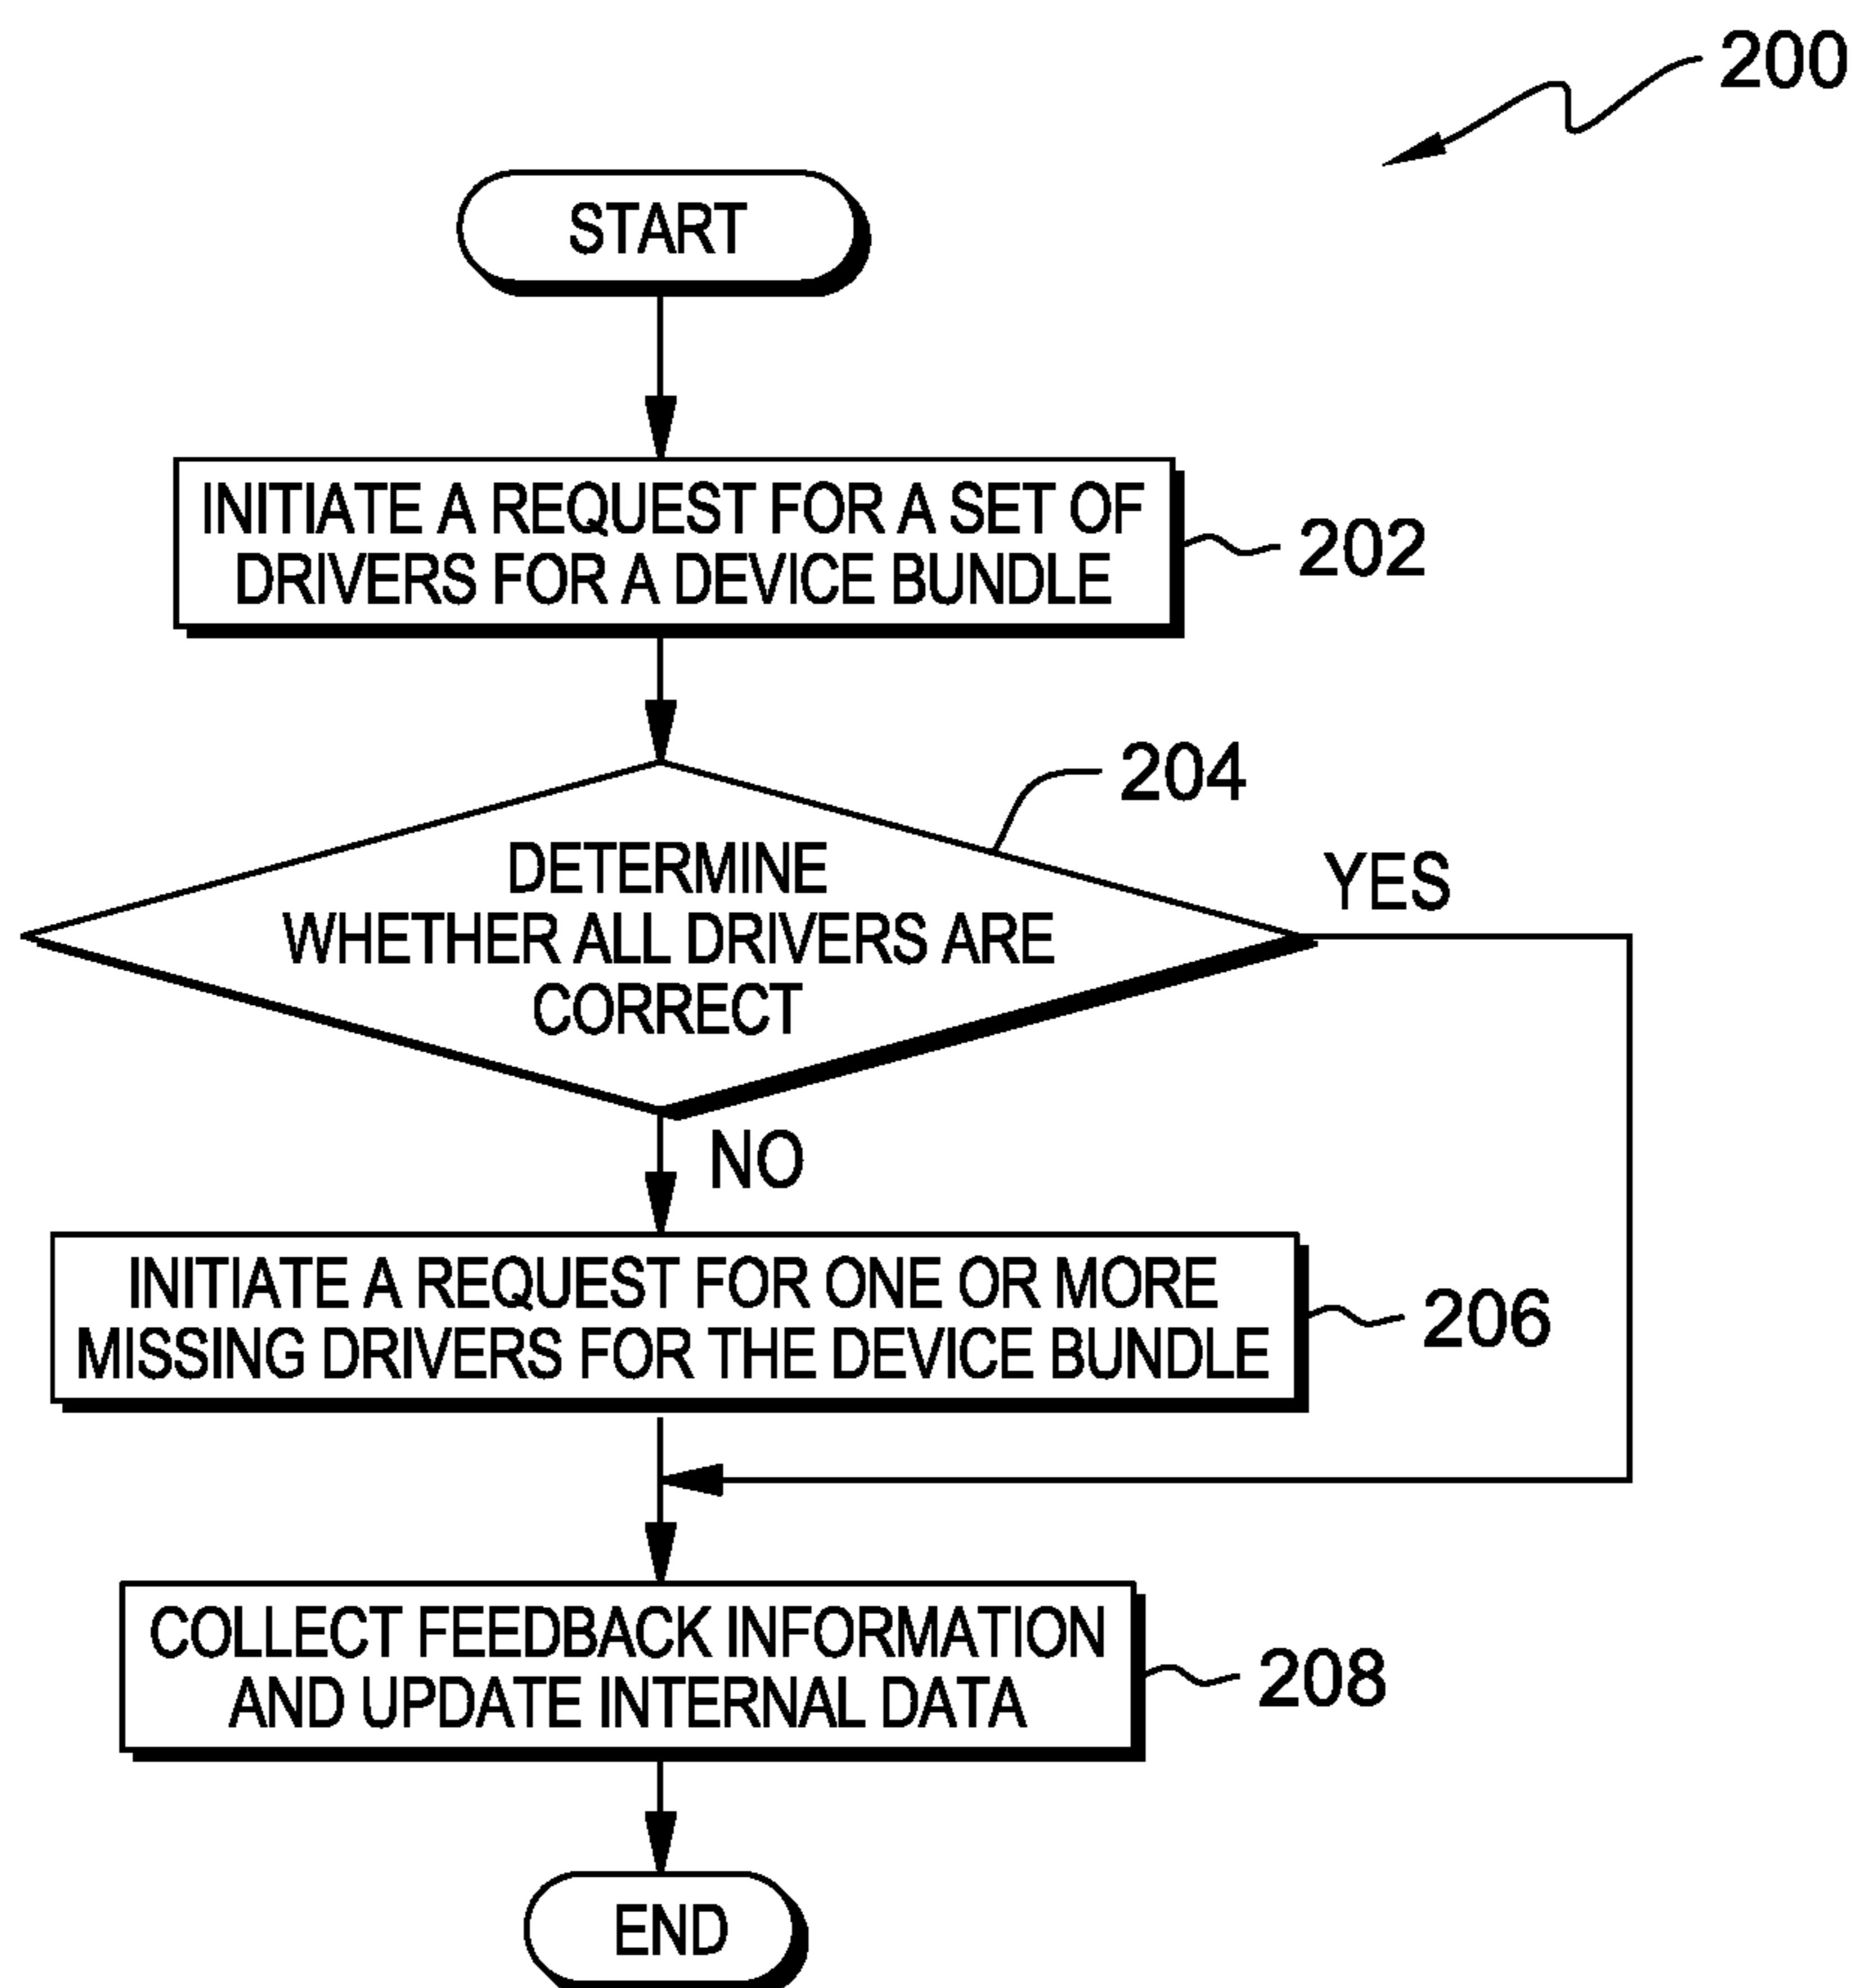 200
START
INITIATE A REQUEST FOR A SET OF
DRIVERS FOR A DEVICE BUNDLE
202
204
DETERMINE
WHETHER ALL DRIVERS ARE
CORRECT
YES
NO
INITIATE A REQUEST FOR ONE OR MORE
MISSING DRIVERS FOR THE DEVICE BUNDLE
206
COLLECT FEEDBACK INFORMATION
AND UPDATE INTERNAL DATA
208
END